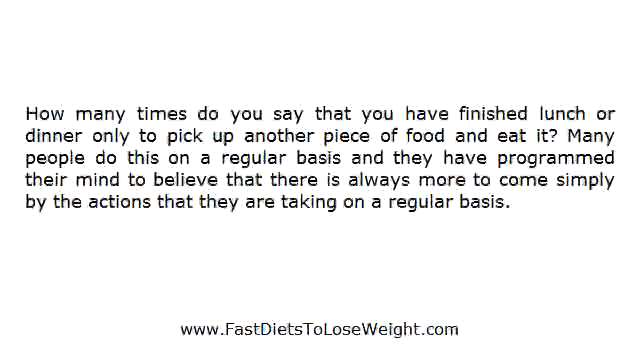 How many times do you say that you have finished lunch or
dinner only to pick up another piece of food and eat it? Many
people do this on a regular basis and they have programmed
their mind to believe that there is always more to come simply
by the actions that they are taking on a regular basis.
www.FastDietsToLoseWeight.com